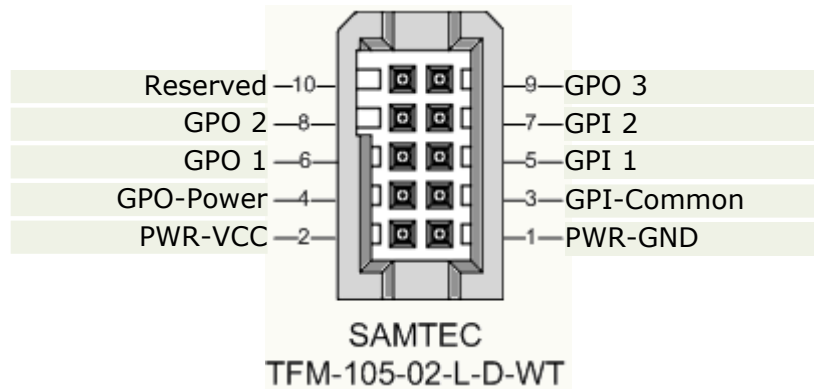 Reserved 10 9 GPO 3
GPO 2 8 7 GPI 2
GPO 1 6 5 GPI 1
GPO-Power 4 3 GPI-Common
PWR-VCC 2 1 PWR-GND
SAMTEC
TFM-105-02-L-D-WT